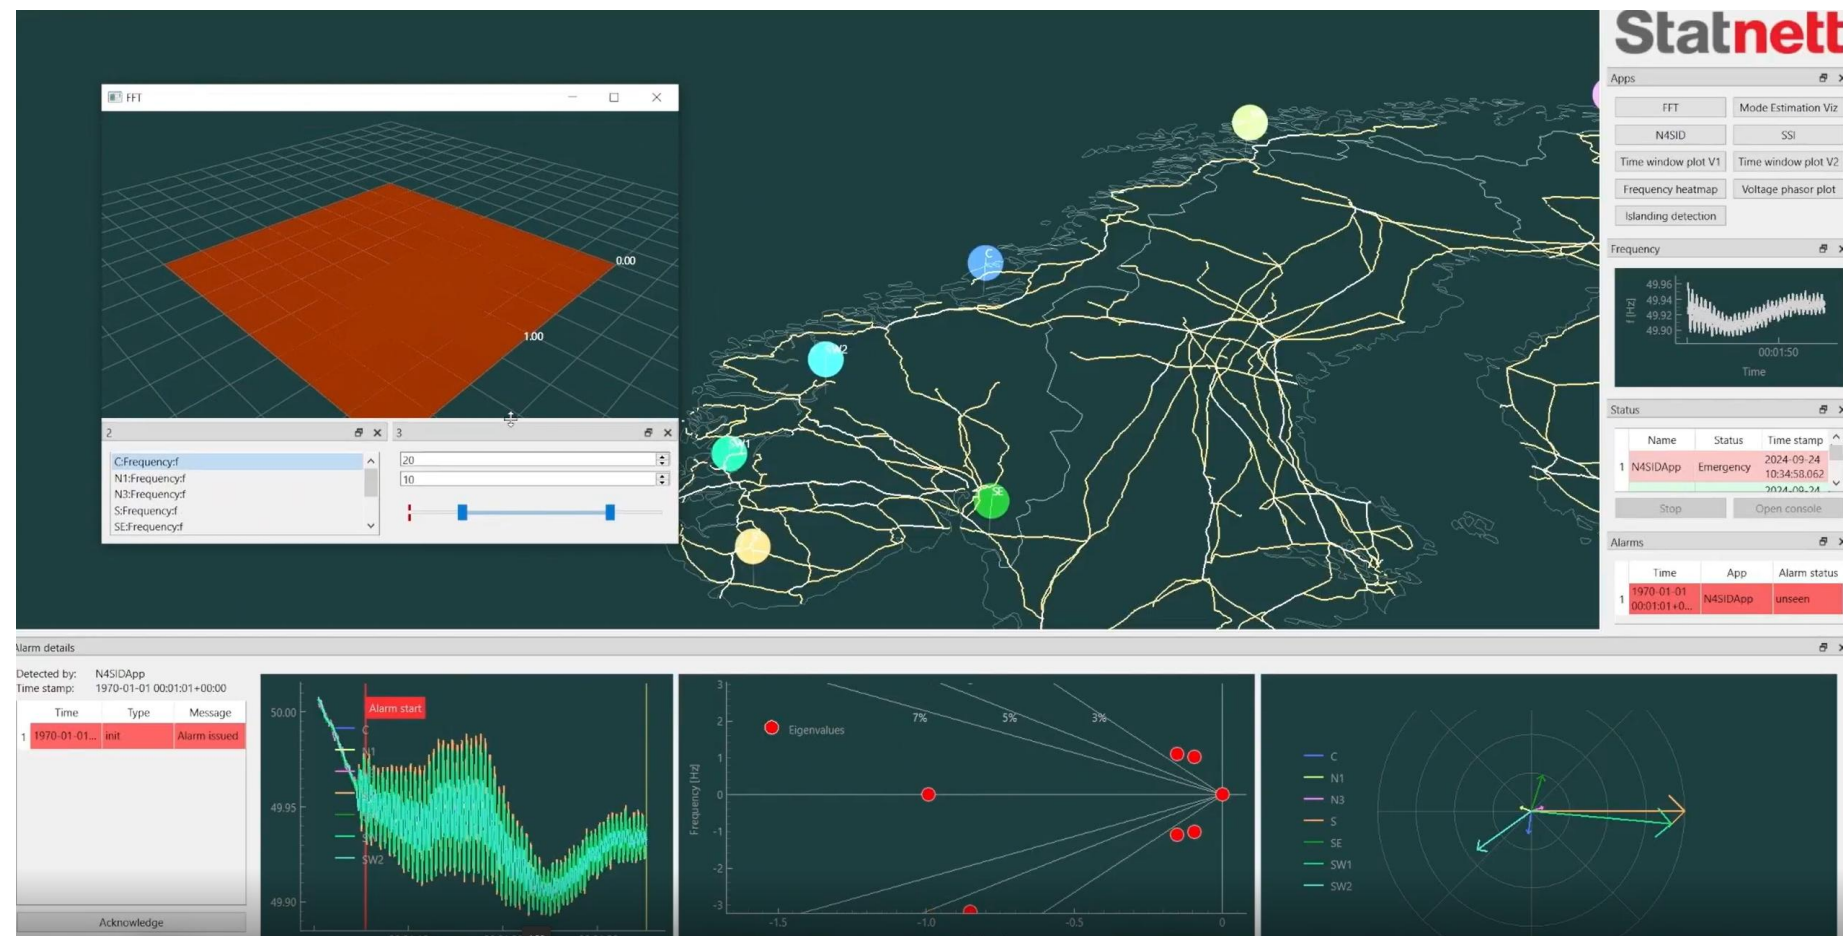 Statnett
FFT
0.00
1.00
2
3
C:Frequency:f
N1:Frequency:f
N3:Frequency:f
S:Frequency:f
SE:Frequency:f
20
10
C
SE
Apps
FFT
Mode Estimation Viz
N4SID
SSI
Time window plot V1
Time window plot V2
Frequency heatmap
Voltage phasor plot
Islanding detection
Frequency
49.96
49.94
49.92
49.90
f [Hz]
00:01:50
Time
Status
Name Status Time stamp
1 N4SIDApp Emergency 2024-09-24
10:34:58.062
2024-09-24
Stop
Open console
Alarms
Time App Alarm status
1 1970-01-01
00:01:01+0... N4SIDApp unseen
Alarm details
Detected by: N4SIDApp
Time stamp: 1970-01-01 00:01:01+00:00
Time Type Message
1 1970-01-01... init Alarm issued
Acknowledge
50.00
49.95
49.90
Alarm start
C
N1
SW2
Frequency [Hz]
3
2
1
0
-1
-2
-3
Eigenvalues
7%
5%
3%
-1.5
-1.0
-0.5
0
C
N1
N3
S
SE
SW1
SW2